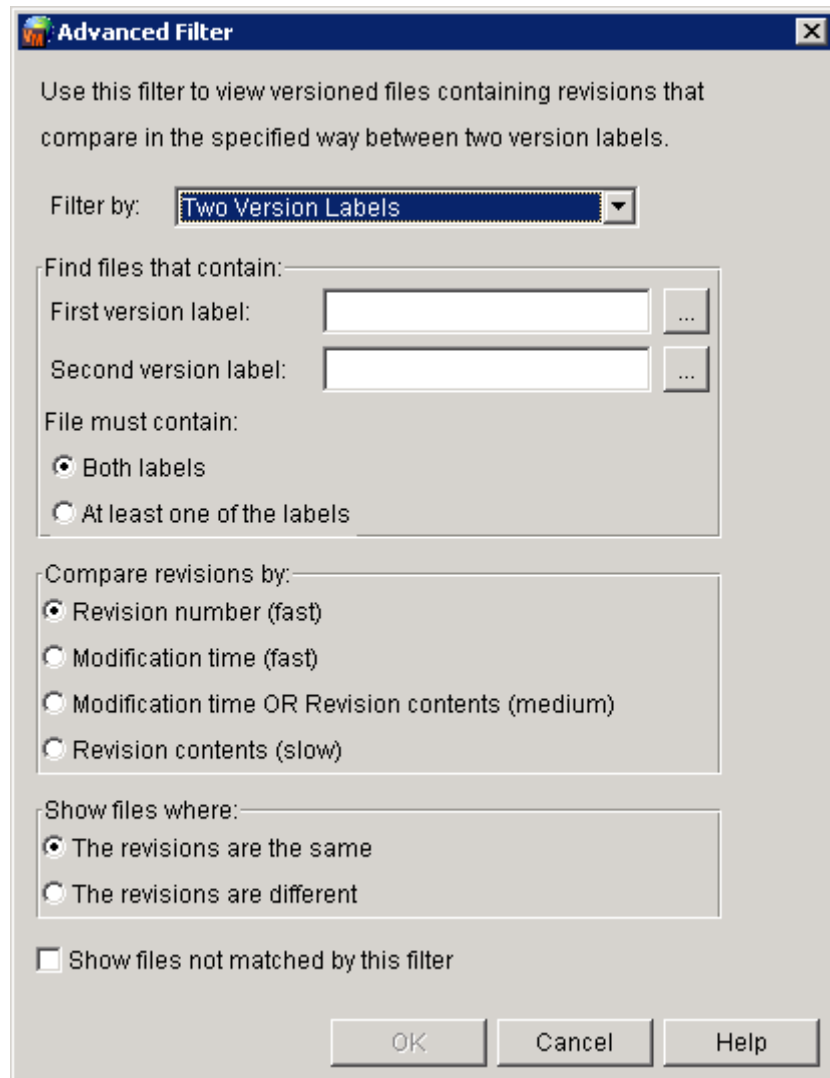 Advanced Filter
Use this filter to view versioned files containing revisions that
compare in the specified way between two version labels.
Filter by: Two Version Labels
Find files that contain:
First version label: ...
Second version label: ...
File must contain:
Both labels
At least one of the labels
Compare revisions by:
Revision number (fast)
Modification time (fast)
Modification time OR Revision contents (medium)
Revision contents (slow)
Show files where:
The revisions are the same
The revisions are different
Show files not matched by this filter
OK Cancel Help